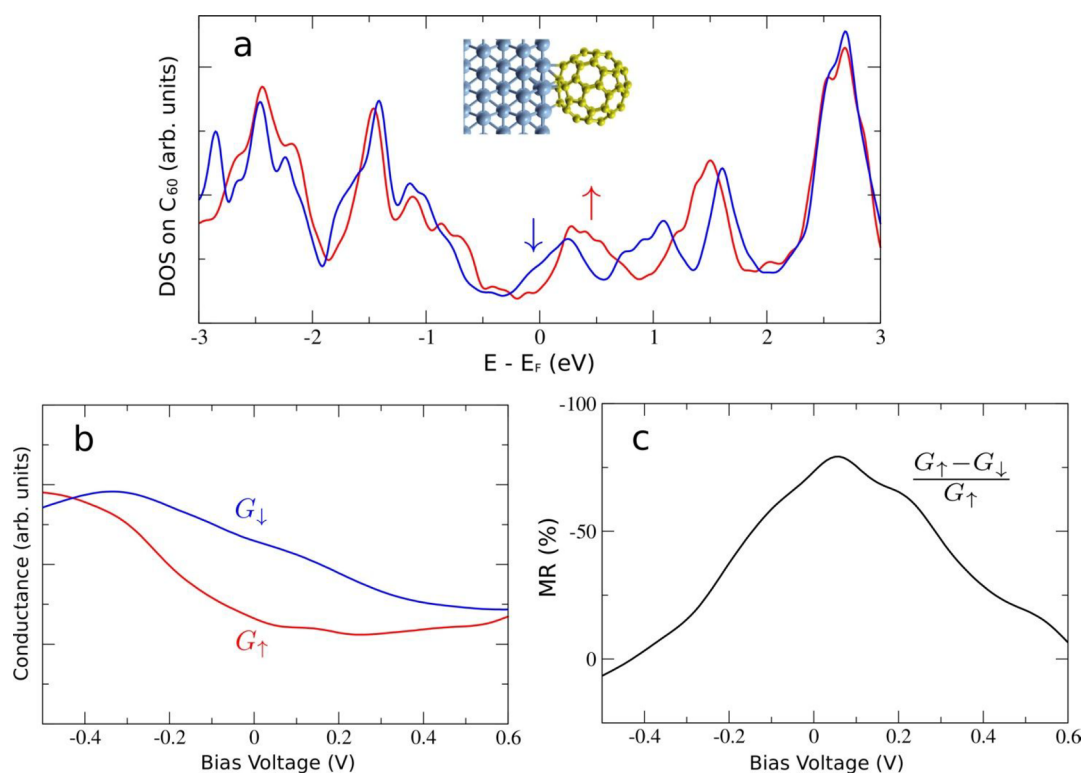 a
DOS on C₆₀ (arb. units)
↓
↑
-3 -2 -1 0 1 2 3
E - E_F (eV)
b
Conductance (arb. units)
G↓
G↑
-0.4 -0.2 0 0.2 0.4 0.6
Bias Voltage (V)
c
-100
-50
0
MR (%)
G↑−G↓
G↑
-0.4 -0.2 0 0.2 0.4 0.6
Bias Voltage (V)